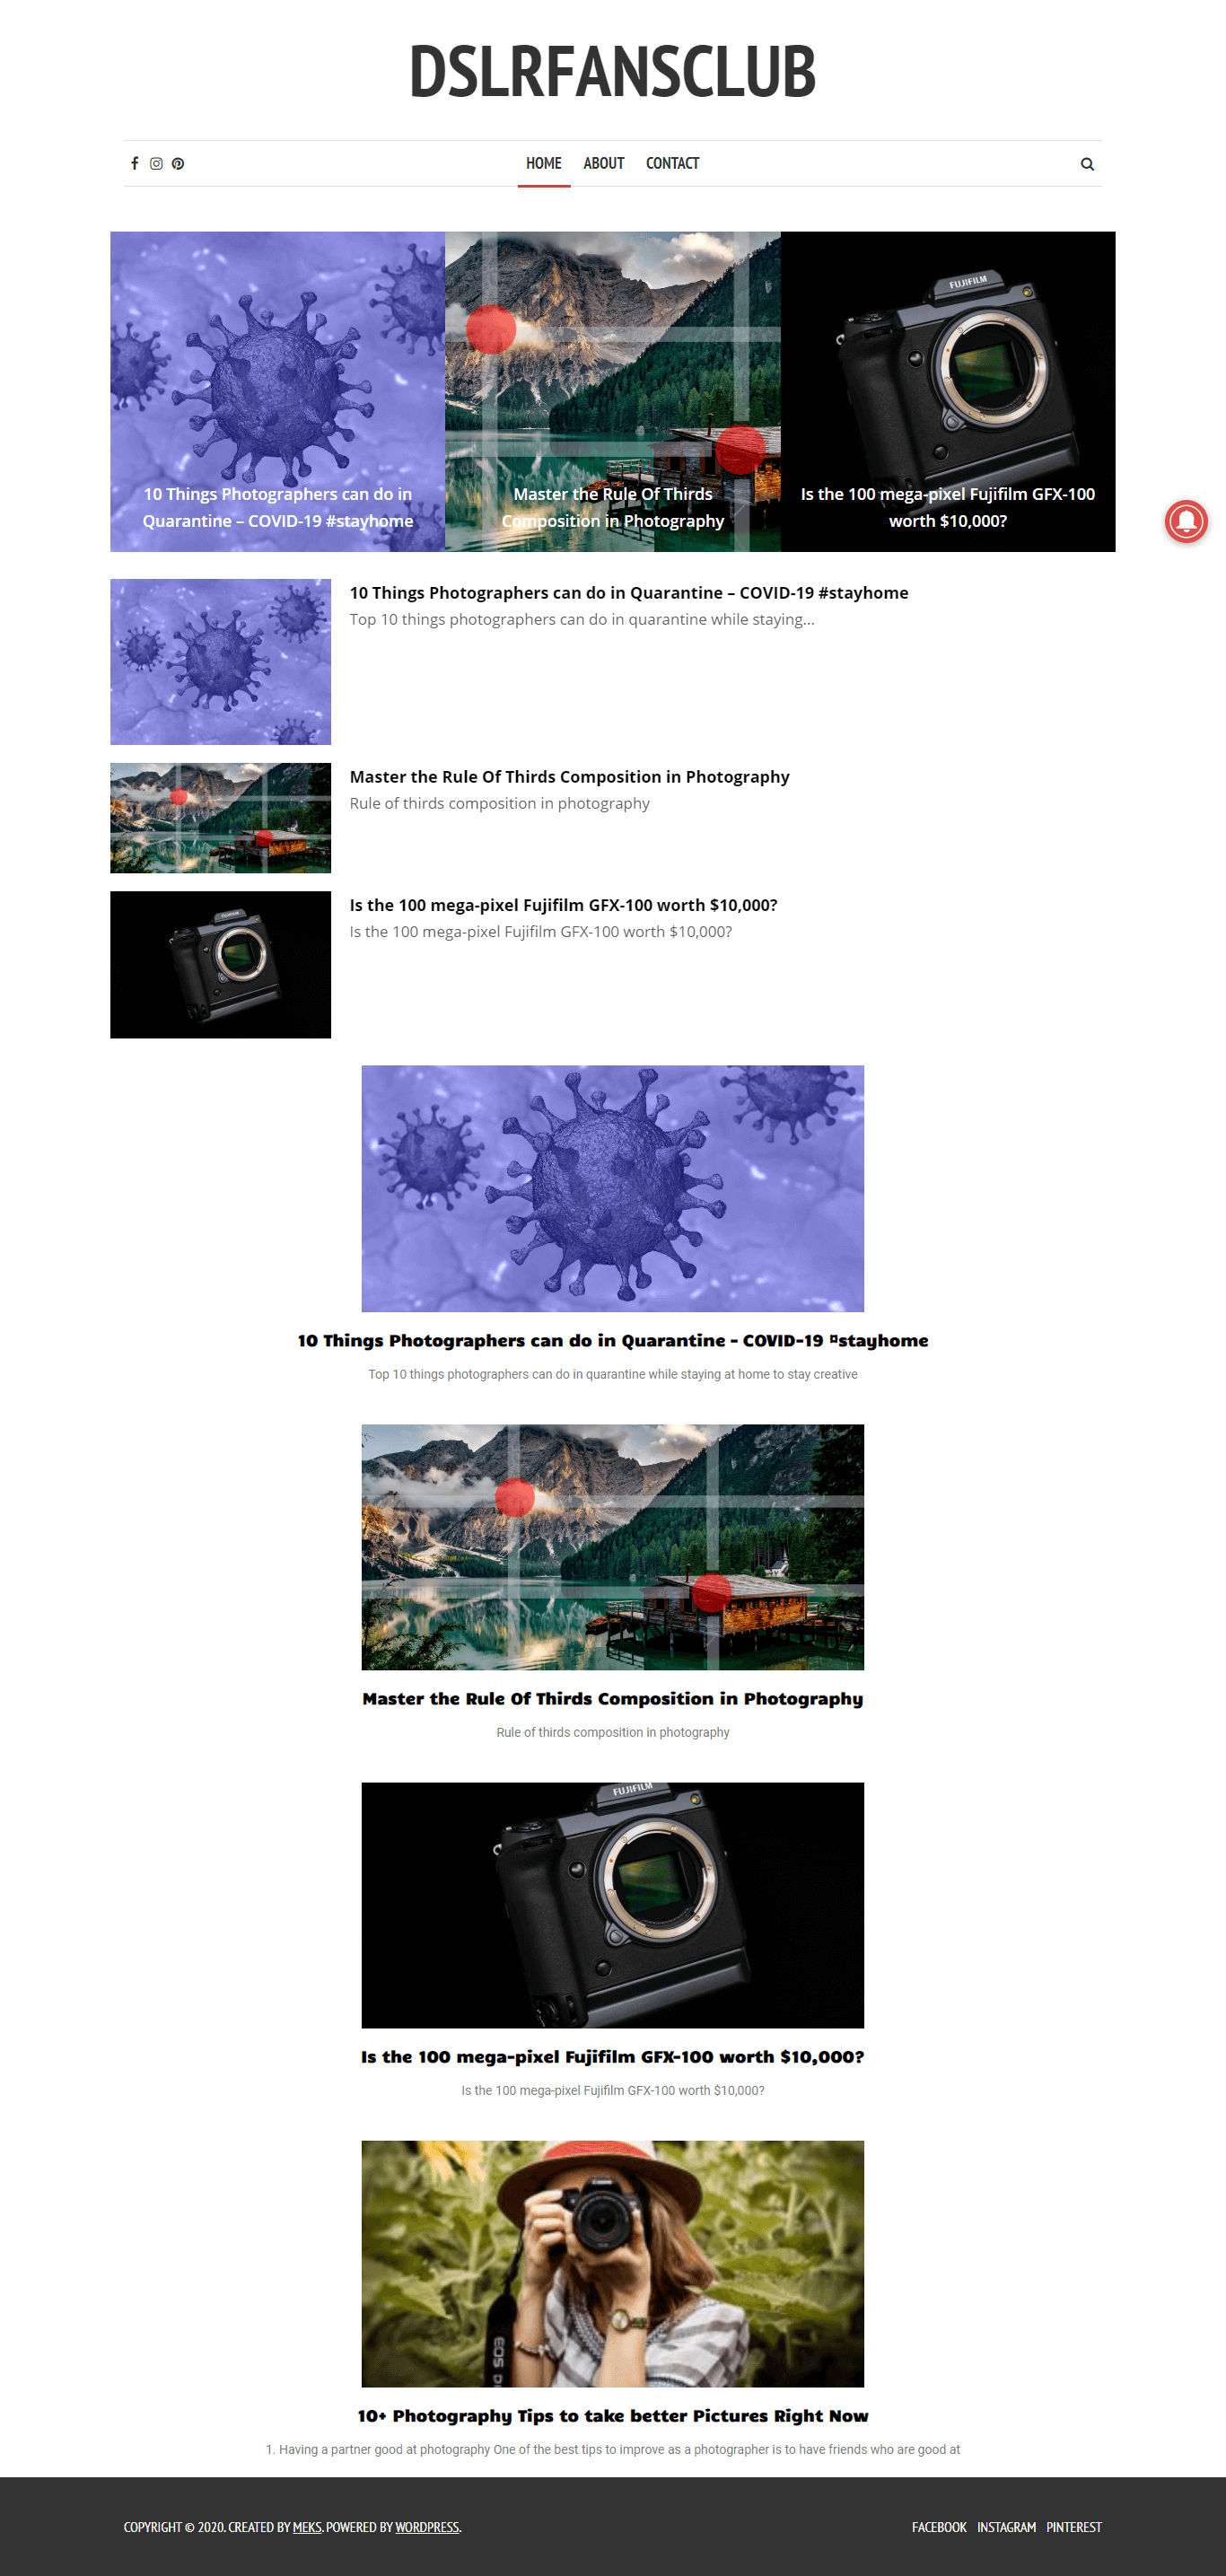 DSLRFANSCLUB
HOME ABOUT CONTACT
FUJIFILM
10 Things Photographers can do in
Quarantine – COVID-19 #stayhome
Master the Rule Of Thirds
Composition in Photography
Is the 100 mega-pixel Fujifilm GFX-100
worth $10,000?
10 Things Photographers can do in Quarantine – COVID-19 #stayhome
Top 10 things photographers can do in quarantine while staying...
Master the Rule Of Thirds Composition in Photography
Rule of thirds composition in photography
FUJIFILM
Is the 100 mega-pixel Fujifilm GFX-100 worth $10,000?
Is the 100 mega-pixel Fujifilm GFX-100 worth $10,000?
10 Things Photographers can do in Quarantine – COVID-19 ¤stayhome
Top 10 things photographers can do in quarantine while staying at home to stay creative
Master the Rule Of Thirds Composition in Photography
Rule of thirds composition in photography
FUJIFILM
Is the 100 mega-pixel Fujifilm GFX-100 worth $10,000?
Is the 100 mega-pixel Fujifilm GFX-100 worth $10,000?
EOS
10+ Photography Tips to take better Pictures Right Now
1. Having a partner good at photography One of the best tips to improve as a photographer is to have friends who are good at
COPYRIGHT © 2020. CREATED BY MEKS. POWERED BY WORDPRESS.
FACEBOOK INSTAGRAM PINTEREST